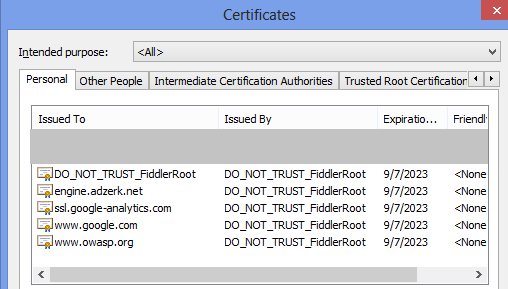 Certificates
Intended purpose: <All>
Personal Other People Intermediate Certification Authorities Trusted Root Certification
Issued To Issued By Expiratio... Friendl
DO_NOT_TRUST_FiddlerRoot DO_NOT_TRUST_FiddlerRoot 9/7/2023 <None
engine.adzerk.net DO_NOT_TRUST_FiddlerRoot 9/7/2023 <None
ssl.google-analytics.com DO_NOT_TRUST_FiddlerRoot 9/7/2023 <None
www.google.com DO_NOT_TRUST_FiddlerRoot 9/7/2023 <None
www.owasp.org DO_NOT_TRUST_FiddlerRoot 9/7/2023 <None